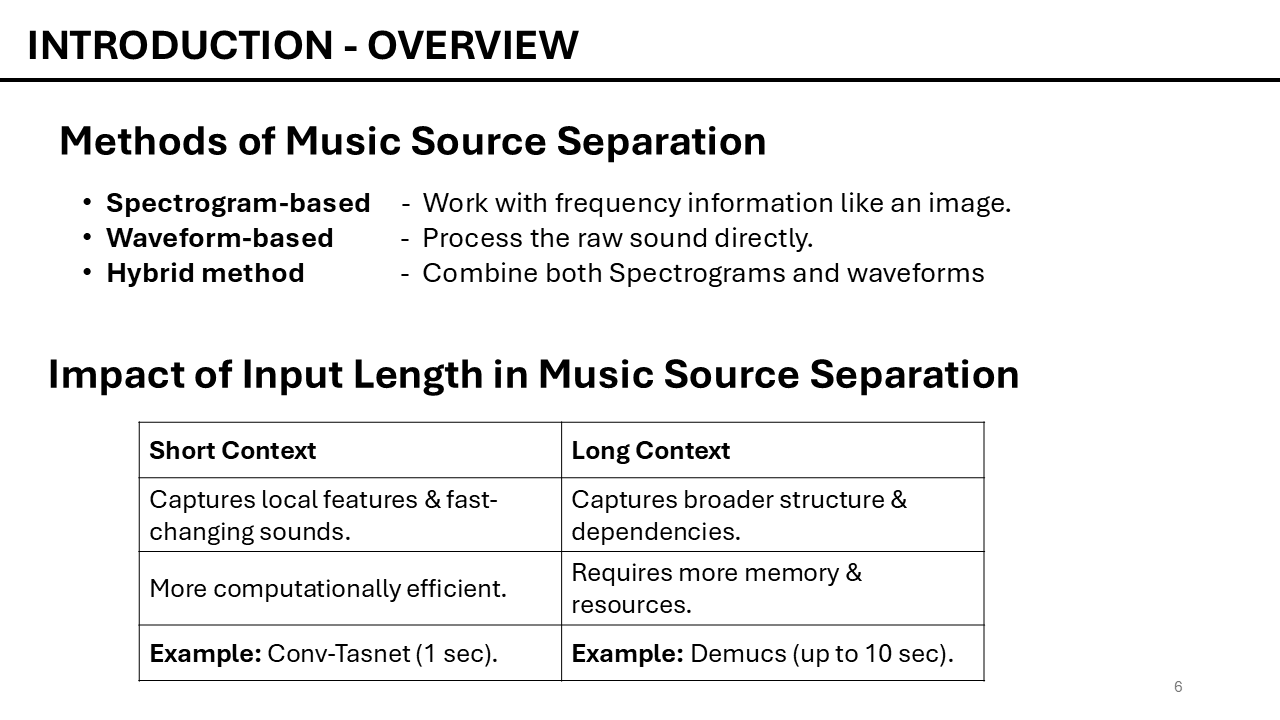 INTRODUCTION - OVERVIEW
Methods of Music Source Separation
• Spectrogram-based - Work with frequency information like an image.
• Waveform-based - Process the raw sound directly.
• Hybrid method - Combine both Spectrograms and waveforms
Impact of Input Length in Music Source Separation
Short Context Long Context
Captures local features & fast-
changing sounds.
Captures broader structure &
dependencies.
More computationally efficient.
Requires more memory &
resources.
Example: Conv-Tasnet (1 sec).
Example: Demucs (up to 10 sec).
6